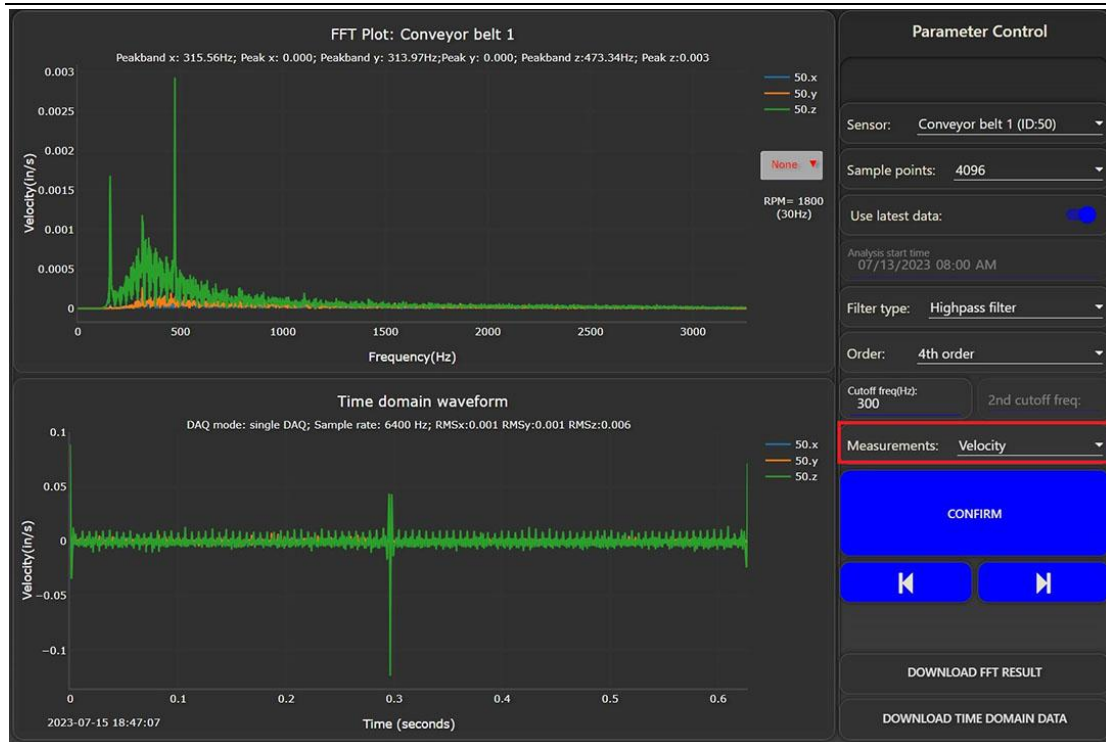 FFT Plot: Conveyor belt 1
Peakband x: 315.56Hz; Peak x: 0.000; Peakband y: 313.97Hz;Peak y: 0.000; Peakband z:473.34Hz; Peak z:0.003
0.003
0.0025
0.002
0.0015
0.001
0.0005
0
Velocity(in/s)
0
500
1000
1500
2000
2500
3000
Frequency(Hz)
50.x
50.y
50.z
None ▼
RPM= 1800
(30Hz)
Time domain waveform
DAQ mode: single DAQ; Sample rate: 6400 Hz; RMSx:0.001 RMSy:0.001 RMSz:0.006
0.1
0.05
0
−0.05
−0.1
Velocity(in/s)
0
0.1
0.2
0.3
0.4
0.5
0.6
2023-07-15 18:47:07
Time (seconds)
50.x
50.y
50.z
Parameter Control
Sensor: Conveyor belt 1 (ID:50)
Sample points: 4096
Use latest data:
Analysis start time
07/13/2023 08:00 AM
Filter type: Highpass filter
Order: 4th order
Cutoff freq(Hz):
300
2nd cutoff freq:
Measurements: Velocity
CONFIRM
DOWNLOAD FFT RESULT
DOWNLOAD TIME DOMAIN DATA